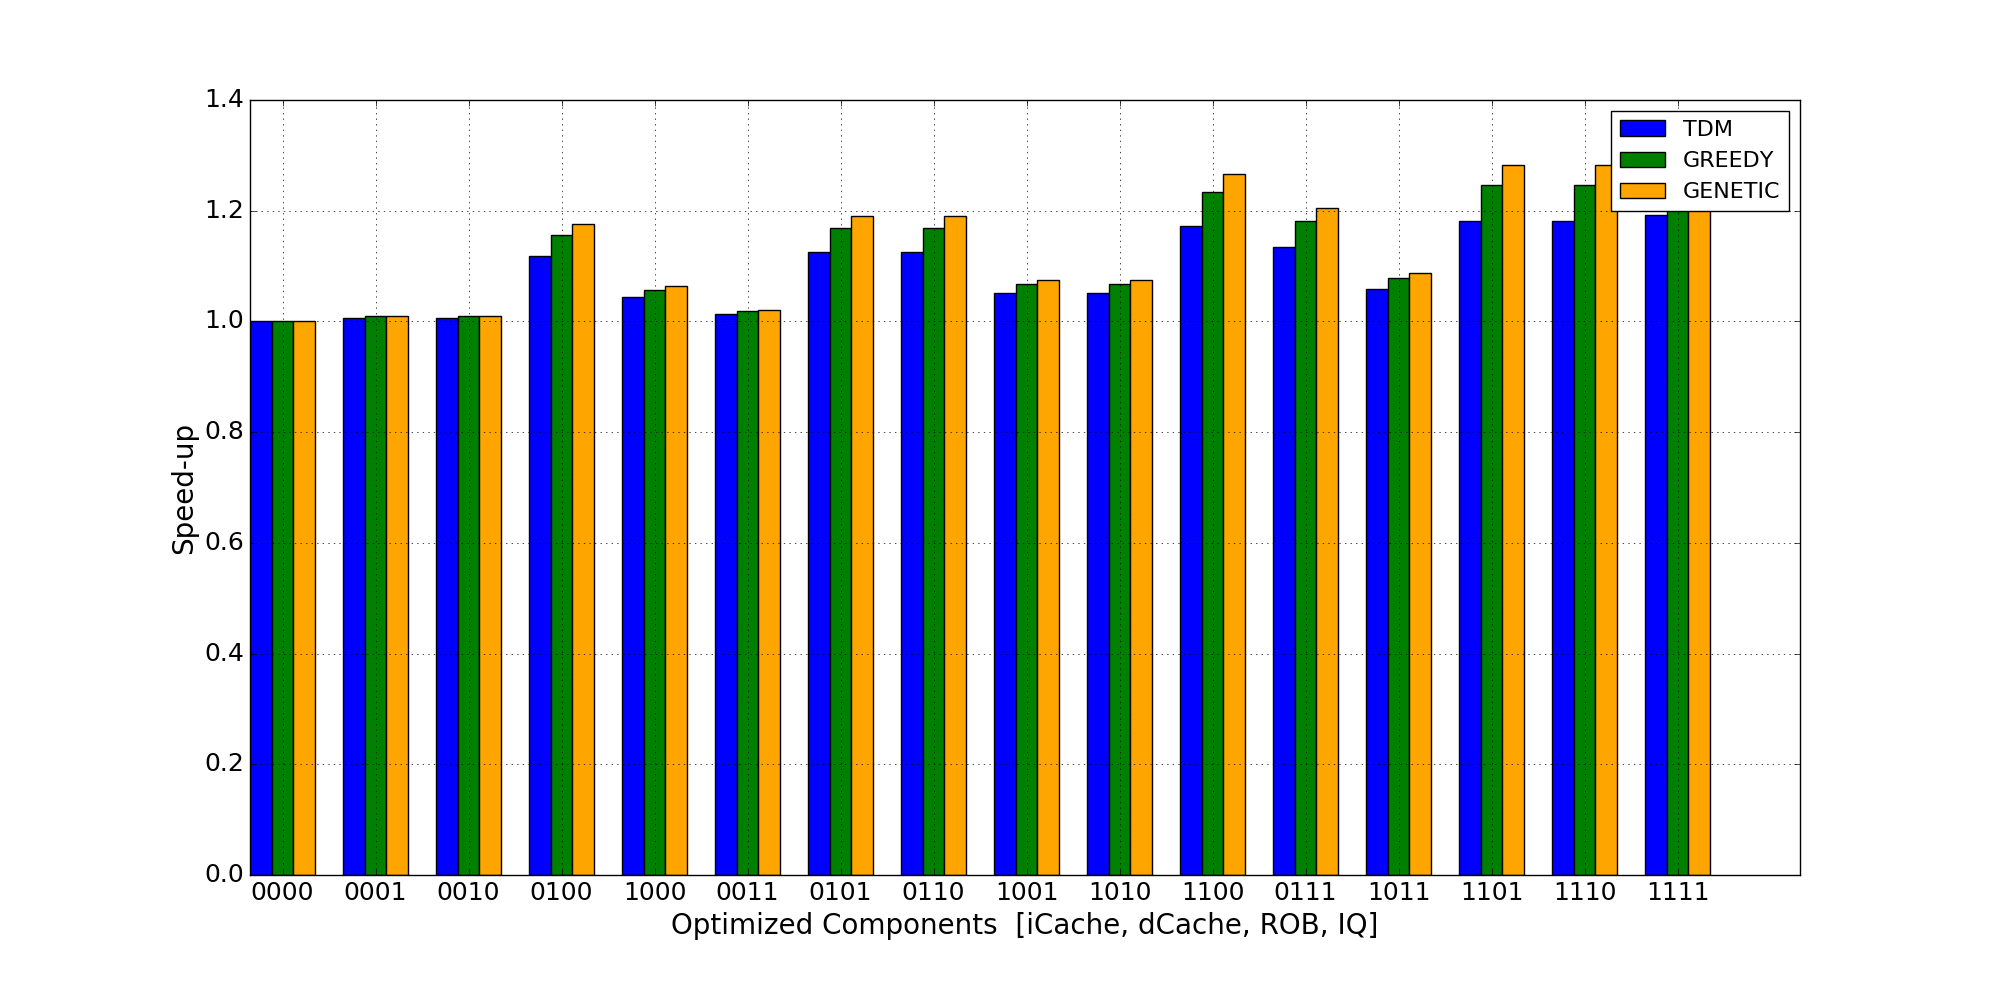 1.4
1.2
1.0
0.8
0.6
0.4
0.2
0.0
Speed-up
TDM
GREEDY
GENETIC
0000 0001 0010 0100 1000 0011 0101 0110 1001 1010 1100 0111 1011 1101 1110 1111
Optimized Components [iCache, dCache, ROB, IQ]